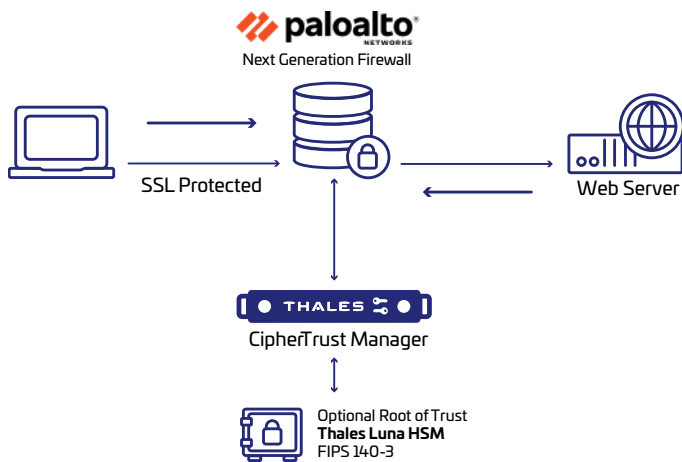 paloalto®
NETWORKS
Next Generation Firewall
SSL Protected
Web Server
THALES
CipherTrust Manager
Optional Root of Trust
Thales Luna HSM
FIPS 140-3